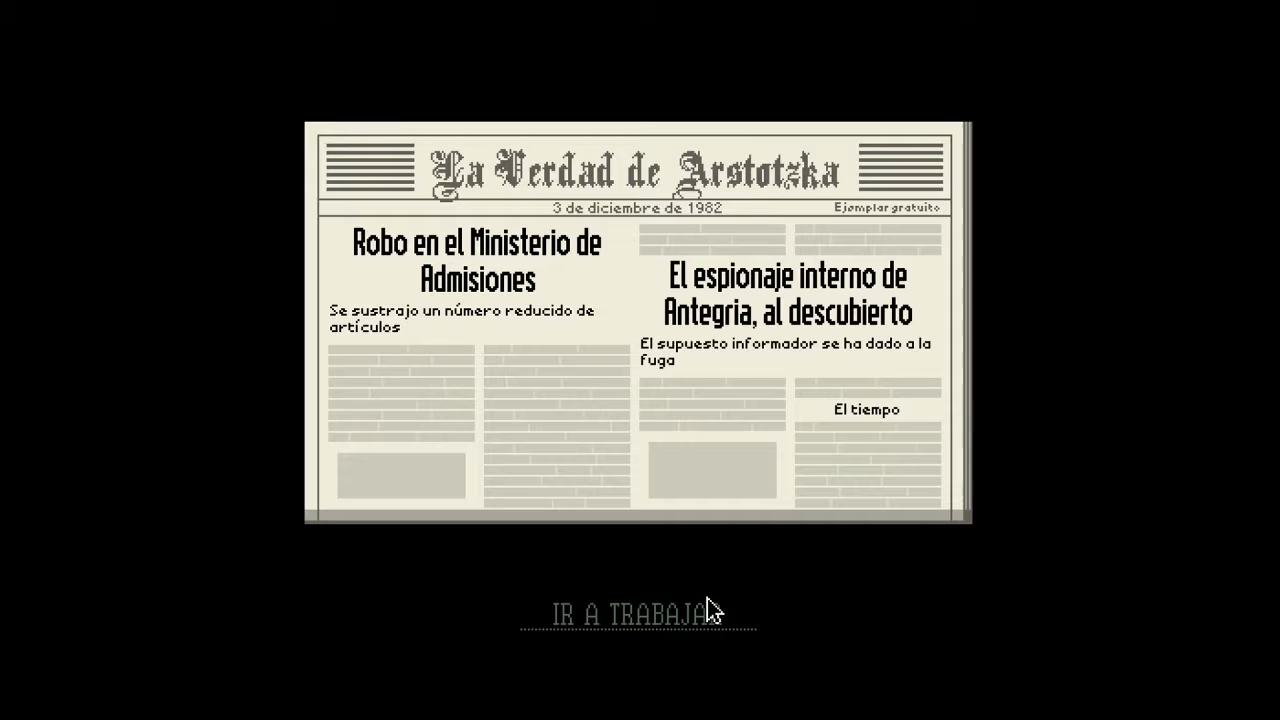 La Verdad de Arstotzka
3 de diciembre de 1982
Ejemplar gratuito
Robo en el Ministerio de
Admisiones
Se sustrajo un número reducido de
artículos
El espionaje interno de
Antegria, al descubierto
El supuesto informador se ha dado a la
fuga
El tiempo
IR A TRABAJAR